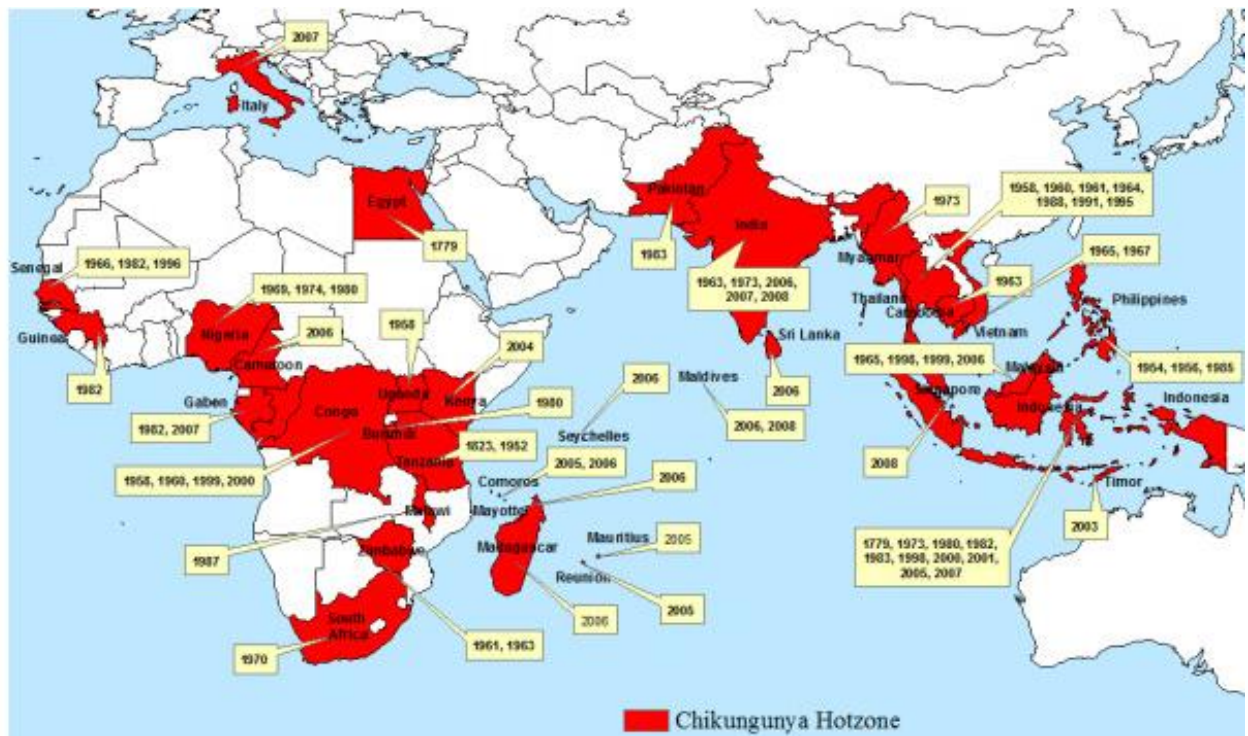 2007
Italy
Egypt
1779
Pakistan
India
1983
1963, 1973, 2006,
2007, 2008
1973
1958, 1960, 1961, 1964,
1988, 1991, 1995
1965, 1967
1963
Myanmar
Thailand
Cambodia
Vietnam
Philippines
Sri Lanka
2006
Maldives
2006, 2008
1965, 1998, 1999, 2006
Malaysia
Singapore
Indonesia
1954, 1956, 1985
Indonesia
2008
Timor
2003
1779, 1973, 1980, 1982,
1983, 1998, 2000, 2001,
2005, 2007
Senegal
1966, 1982, 1996
Guinea
1982
1969, 1974, 1980
Nigeria
Cameroon
2006
1958
2004
Uganda
Kenya
Gaben
1982, 2007
Congo
Burundi
1980
2006
Seychelles
Tanzania
1823, 1952
1958, 1960, 1999, 2000
Comoros
2005, 2006
Malawi
Mayotte
2006
1987
Zimbabwe
Madagascar
Mauritius
2005
Reunion
2005
2006
South
Africa
1970
1961, 1963
Chikungunya Hotzone